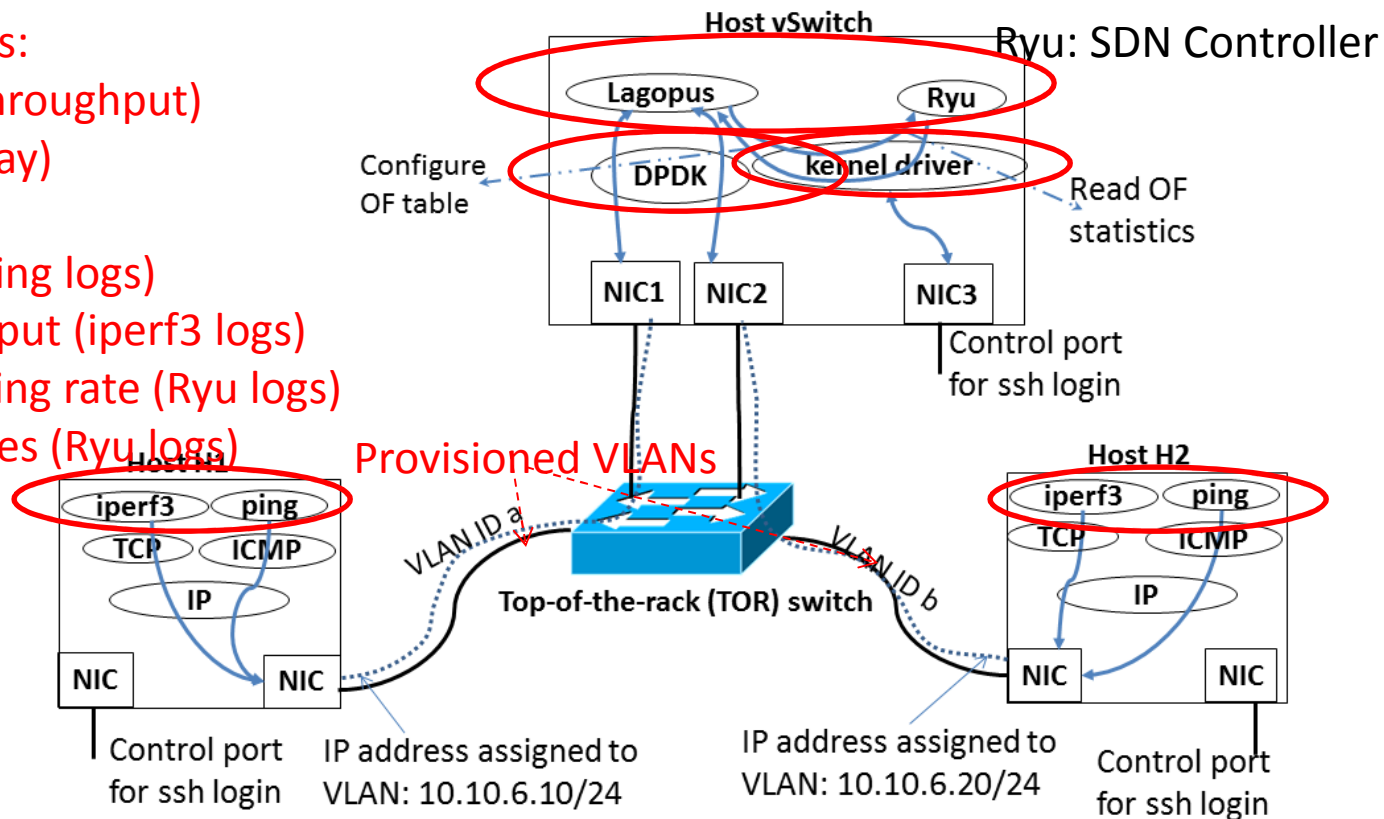 s:
hroughput)
ay)
ing logs)
put (iperf3 logs)
ing rate (Ryu logs)
es (Ryu logs)
Host vSwitch
Ryu: SDN Controller
Lagopus
Ryu
Configure
OF table
DPDK
kernel driver
Read OF
statistics
NIC1
NIC2
NIC3
Control port
for ssh login
Provisioned VLANs
Host H1
iperf3
ping
TCP
ICMP
IP
NIC
NIC
Control port
for ssh login
VLAN ID a
IP address assigned to
VLAN: 10.10.6.10/24
Top-of-the-rack (TOR) switch
VLAN ID b
IP address assigned to
VLAN: 10.10.6.20/24
Host H2
iperf3
ping
TCP
ICMP
IP
NIC
NIC
Control port
for ssh login